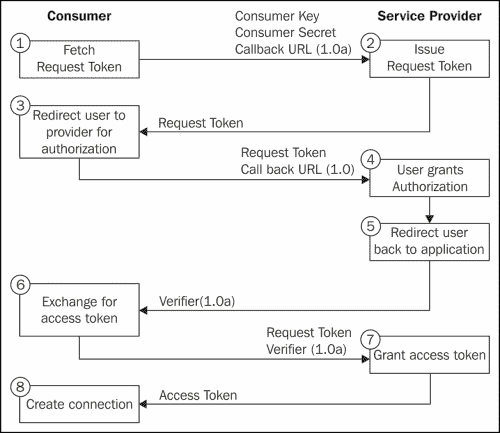 Consumer
Service Provider
Consumer Key
Consumer Secret
Callback URL (1.0a)
1
Fetch
Request Token
2
Issue
Request Token
3
Redirect user to
provider for
authorization
Request Token
Request Token
Call back URL (1.0)
4
User grants
Authorization
5
Redirect user
back to application
6
Exchange for
access token
Verifier(1.0a)
Request Token
Verifier (1.0a)
7
Grant access token
8
Create connection
Access Token